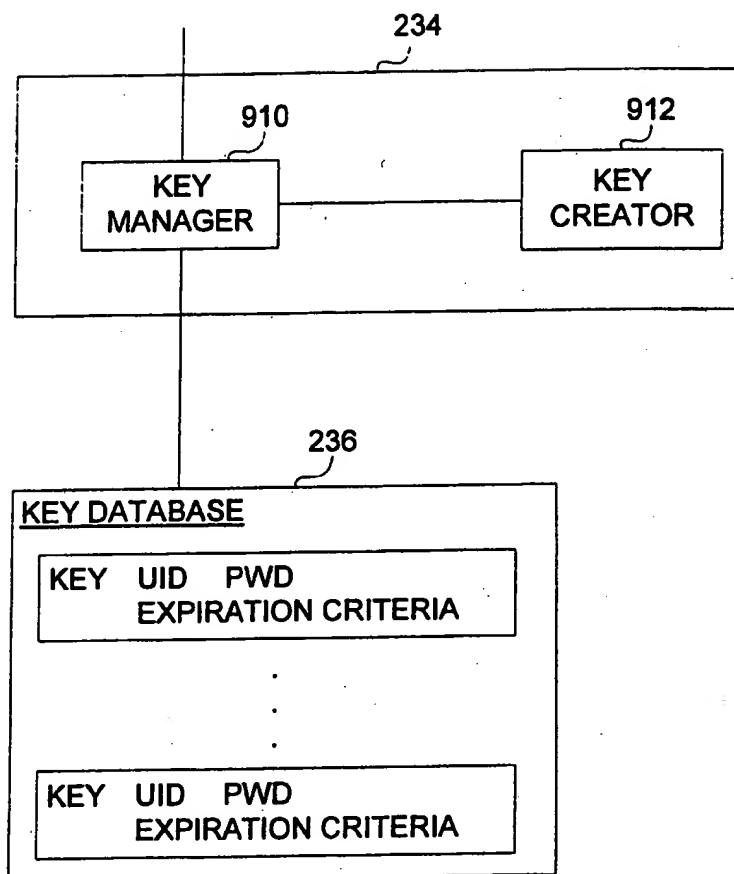 234
910
912
KEY
MANAGER
KEY
CREATOR
236
KEY DATABASE
KEY UID PWD
EXPIRATION CRITERIA
KEY UID PWD
EXPIRATION CRITERIA